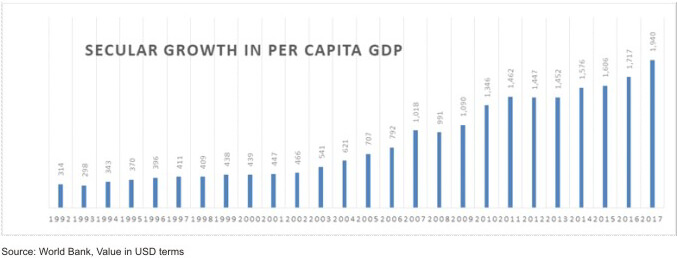 SECULAR GROWTH IN PER CAPITA GDP
314 298 343 370 396 411 409 438 439 447 466 541 621 707 792 1,018 991 1,090 1,346 1,462 1,447 1,452 1,576 1,606 1,717 1,940
1992 1993 1994 1995 1996 1997 1998 1999 2000 2001 2002 2003 2004 2005 2006 2007 2008 2009 2010 2011 2012 2013 2014 2015 2016 2017
Source: World Bank, Value in USD terms